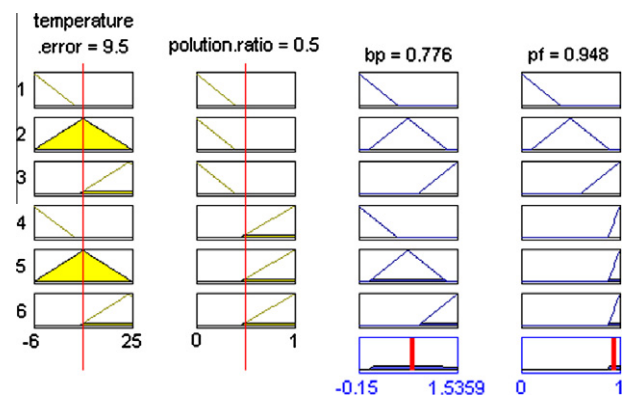 temperature
.error = 9.5
polution.ratio = 0.5
bp = 0.776
pf = 0.948
1
2
3
4
5
6
-6 25
0 1
-0.15 1.5359
0 1